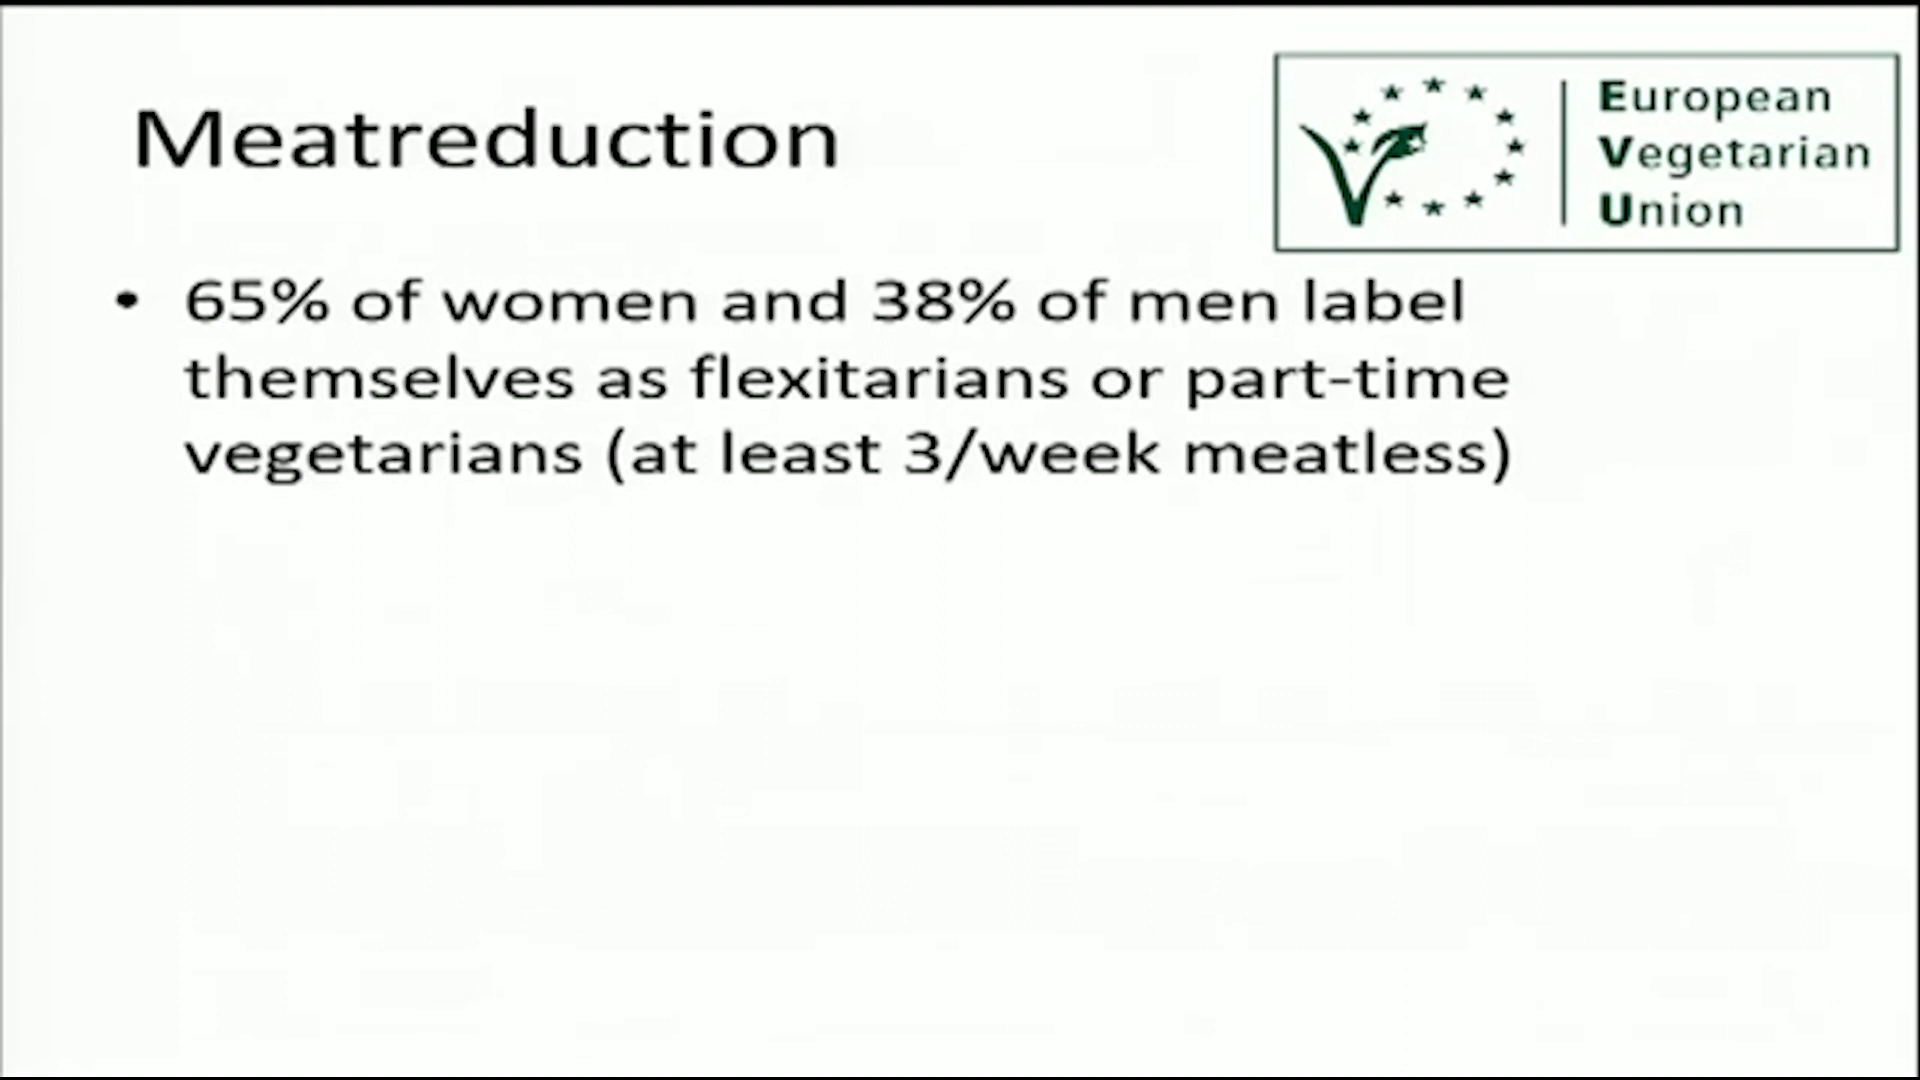 Meatreduction
European
Vegetarian
Union
• 65% of women and 38% of men label
themselves as flexitarians or part-time
vegetarians (at least 3/week meatless)